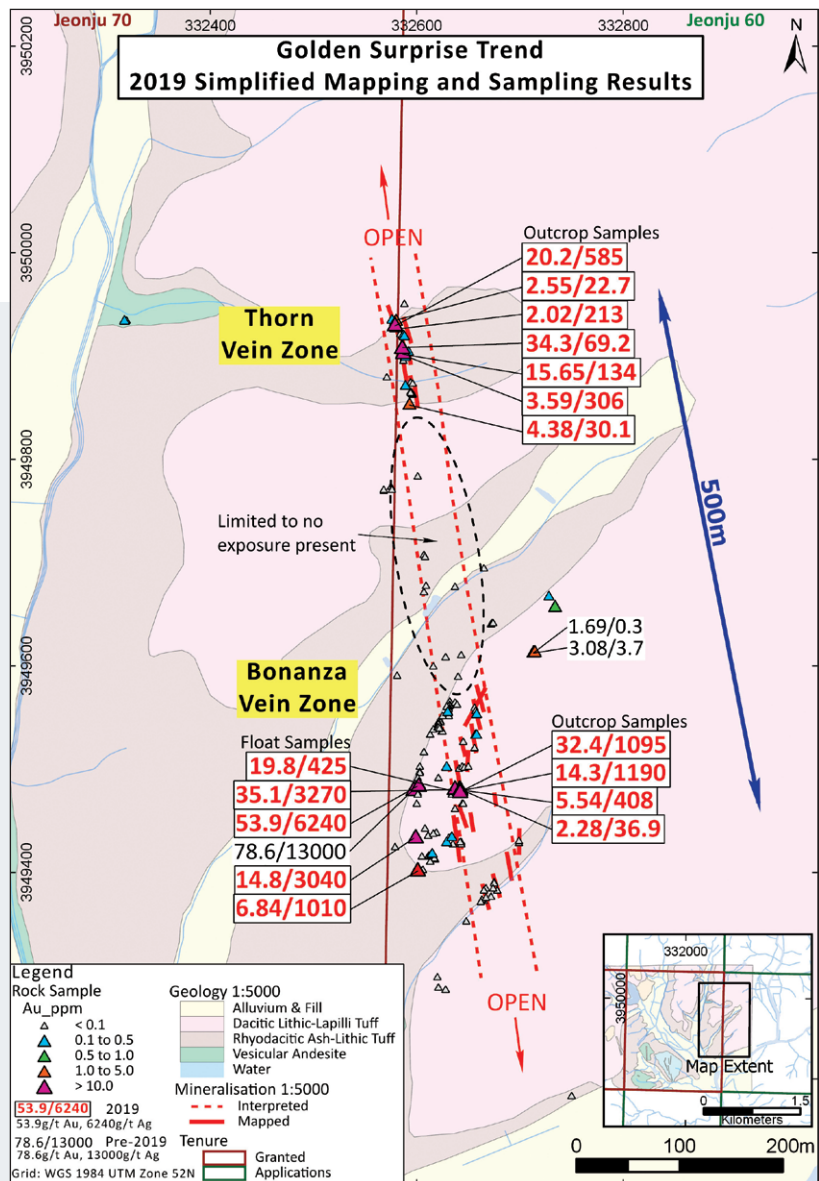 Jeonju 70
Jeonju 60
332400
332600
332800
3950200
3950000
3949800
3949600
3949400
N
Golden Surprise Trend
2019 Simplified Mapping and Sampling Results
OPEN
Thorn
Vein Zone
Outcrop Samples
20.2/585
2.55/22.7
2.02/213
34.3/69.2
15.65/134
3.59/306
4.38/30.1
500m
Limited to no
exposure present
1.69/0.3
3.08/3.7
Bonanza
Vein Zone
Float Samples
19.8/425
35.1/3270
53.9/6240
78.6/13000
14.8/3040
6.84/1010
Outcrop Samples
32.4/1095
14.3/1190
5.54/408
2.28/36.9
OPEN
Legend
Rock Sample
Au_ppm
< 0.1
0.1 to 0.5
0.5 to 1.0
1.0 to 5.0
> 10.0
53.9/6240 2019
53.9g/t Au, 6240g/t Ag
78.6/13000 Pre-2019
78.6g/t Au, 13000g/t Ag
Grid: WGS 1984 UTM Zone 52N
Geology 1:5000
Alluvium & Fill
Dacitic Lithic-Lapilli Tuff
Rhyodacitic Ash-Lithic Tuff
Vesicular Andesite
Water
Mineralisation 1:5000
Interpreted
Mapped
Tenure
Granted
Applications
332000
3950000
Map Extent
0 1.5
Kilometers
0 100 200m